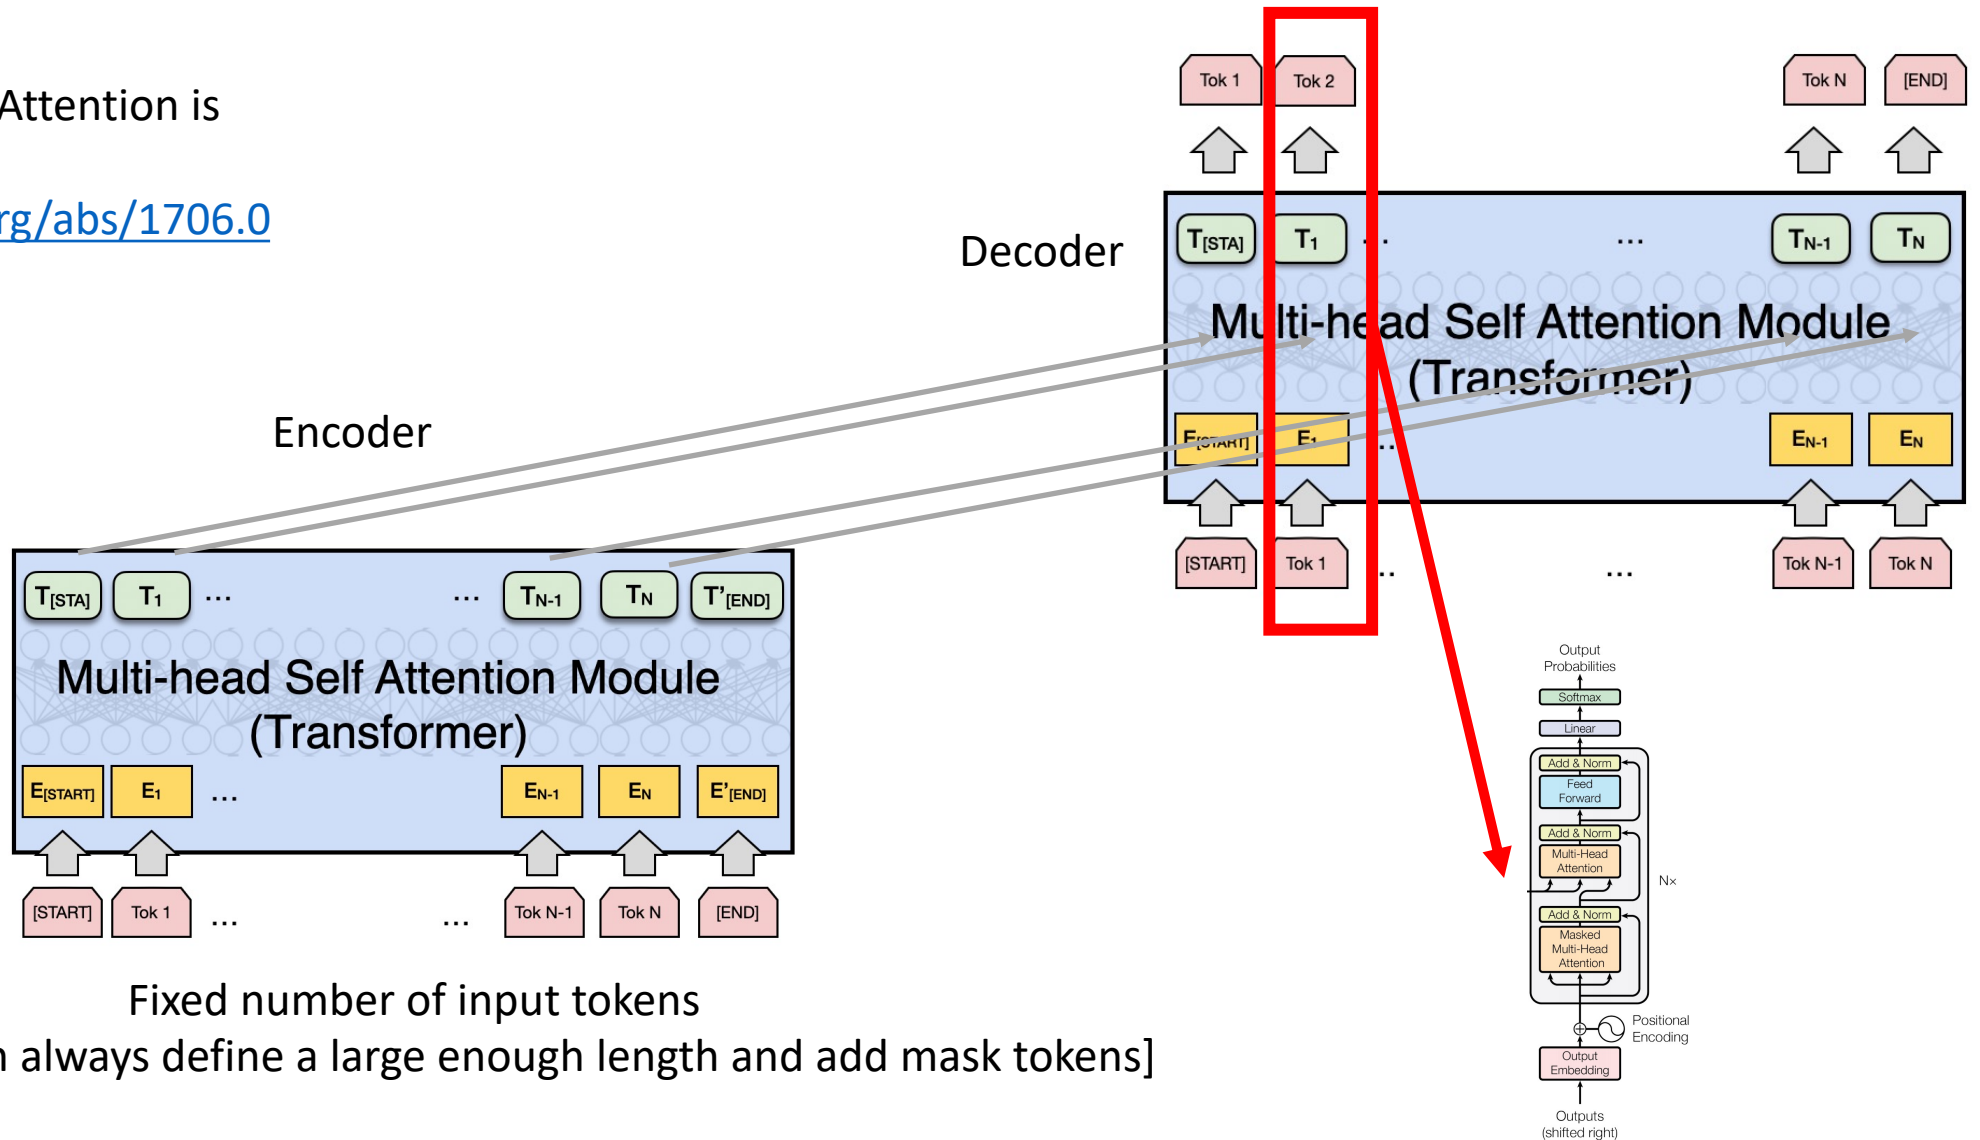 Attention is
rg/abs/1706.0
Tok 1 Tok 2 Tok N [END]
Decoder
T[STA] T1 ... ... TN-1 TN
Multi-head Self Attention Module
(Transformer)
E[START] E1 .. EN-1 EN
[START] Tok 1 .. ... Tok N-1 Tok N
Encoder
T[STA] T1 ... ... TN-1 TN T'[END]
Multi-head Self Attention Module
(Transformer)
E[START] E1 ... EN-1 EN E'[END]
[START] Tok 1 ... ... Tok N-1 Tok N [END]
Fixed number of input tokens
always define a large enough length and add mask tokens]
Output
Probabilities
Softmax
Linear
Add & Norm
Feed
Forward
Add & Norm
Multi-Head
Attention
N×
Add & Norm
Masked
Multi-Head
Attention
Positional
Encoding
Output
Embedding
Outputs
(shifted right)